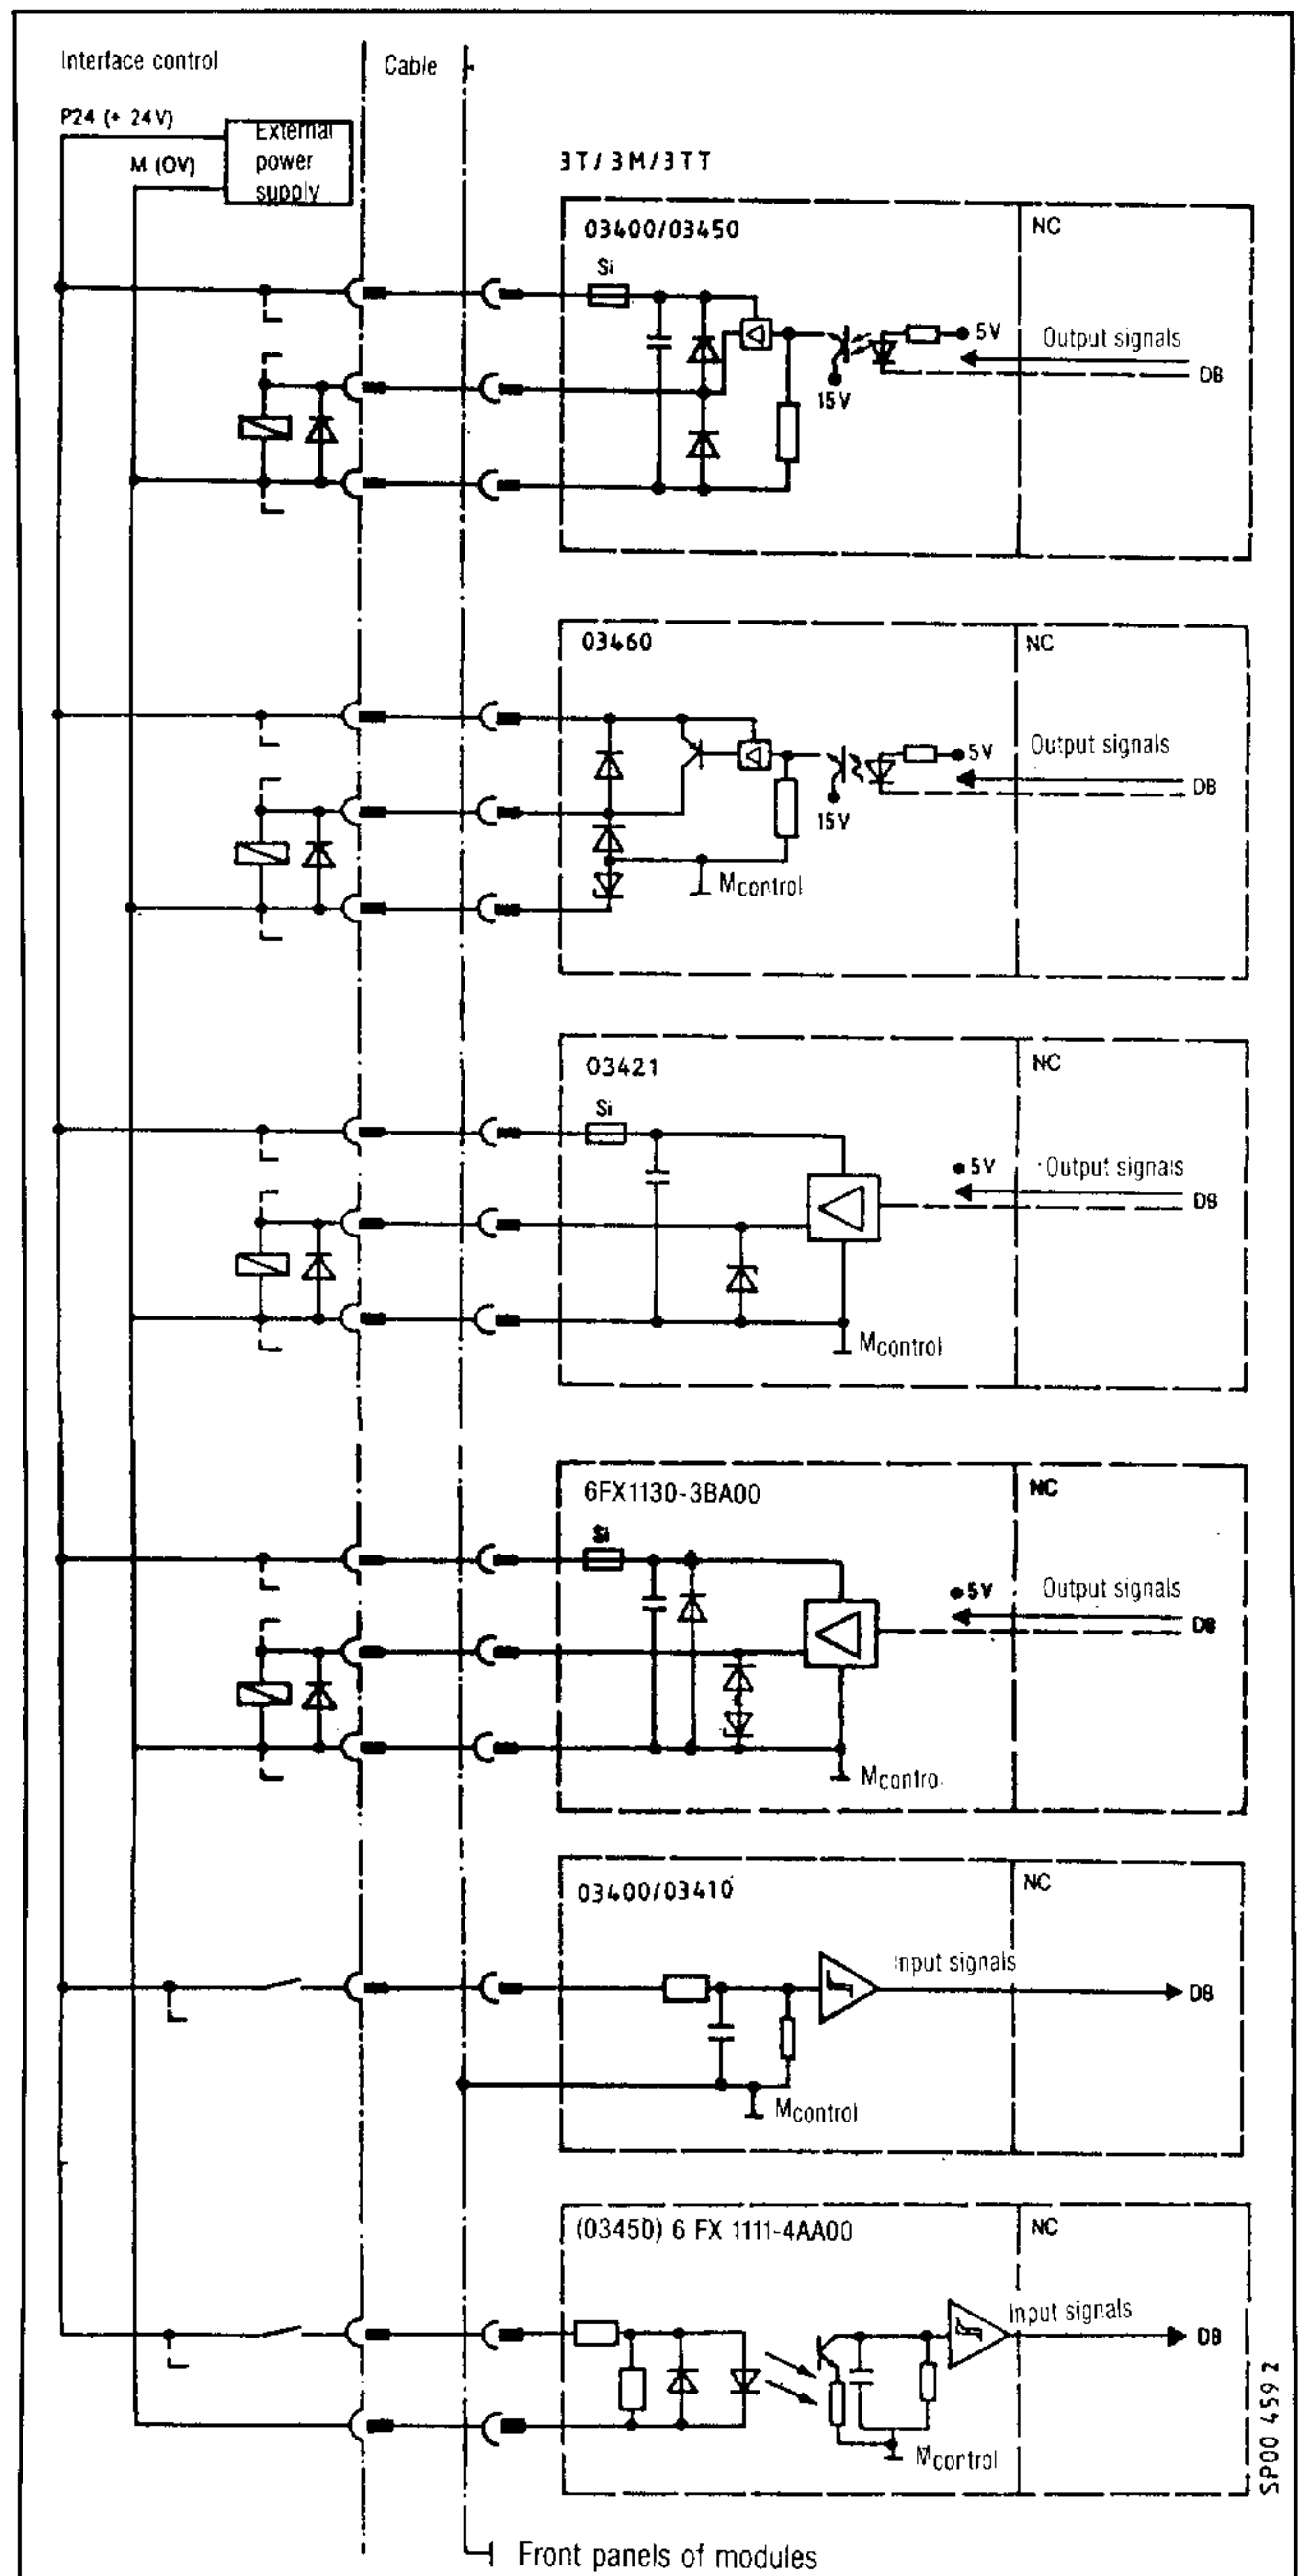 Interface control
Cable
P24 (+ 24V)
External
power
supply
M (0V)
3T/3M/3TT
03400/03450
NC
Si
5V
Output signals
DB
15V
03460
NC
5V
Output signals
DB
15V
Mcontrol
03421
NC
Si
5V
Output signals
DB
Mcontrol
6FX1130-3BA00
NC
Si
5V
Output signals
DB
Mcontrol
03400/03410
NC
Input signals
DB
Mcontrol
(03450) 6 FX 1111-4AA00
NC
Input signals
DB
Mcontrol
SP00 459 2
Front panels of modules